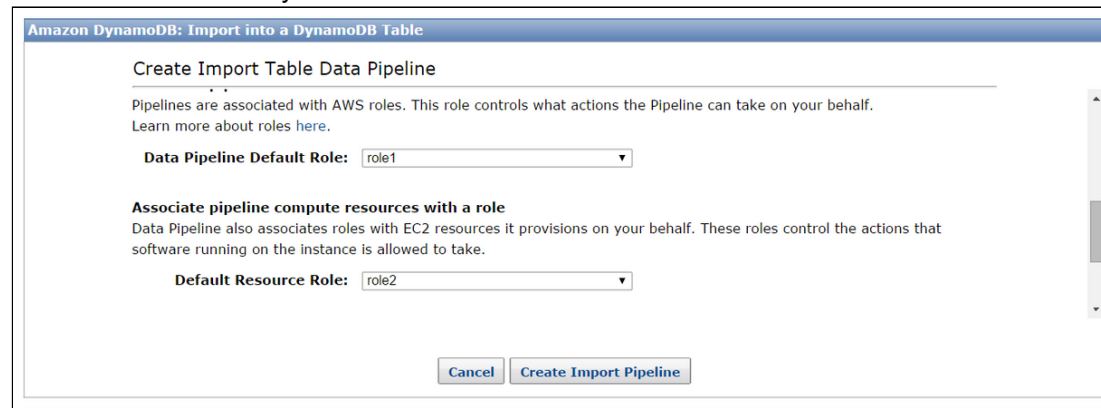 Amazon DynamoDB: Import into a DynamoDB Table
Create Import Table Data Pipeline
Pipelines are associated with AWS roles. This role controls what actions the Pipeline can take on your behalf.
Learn more about roles here.
Data Pipeline Default Role: role1
Associate pipeline compute resources with a role
Data Pipeline also associates roles with EC2 resources it provisions on your behalf. These roles control the actions that
software running on the instance is allowed to take.
Default Resource Role: role2
Cancel Create Import Pipeline